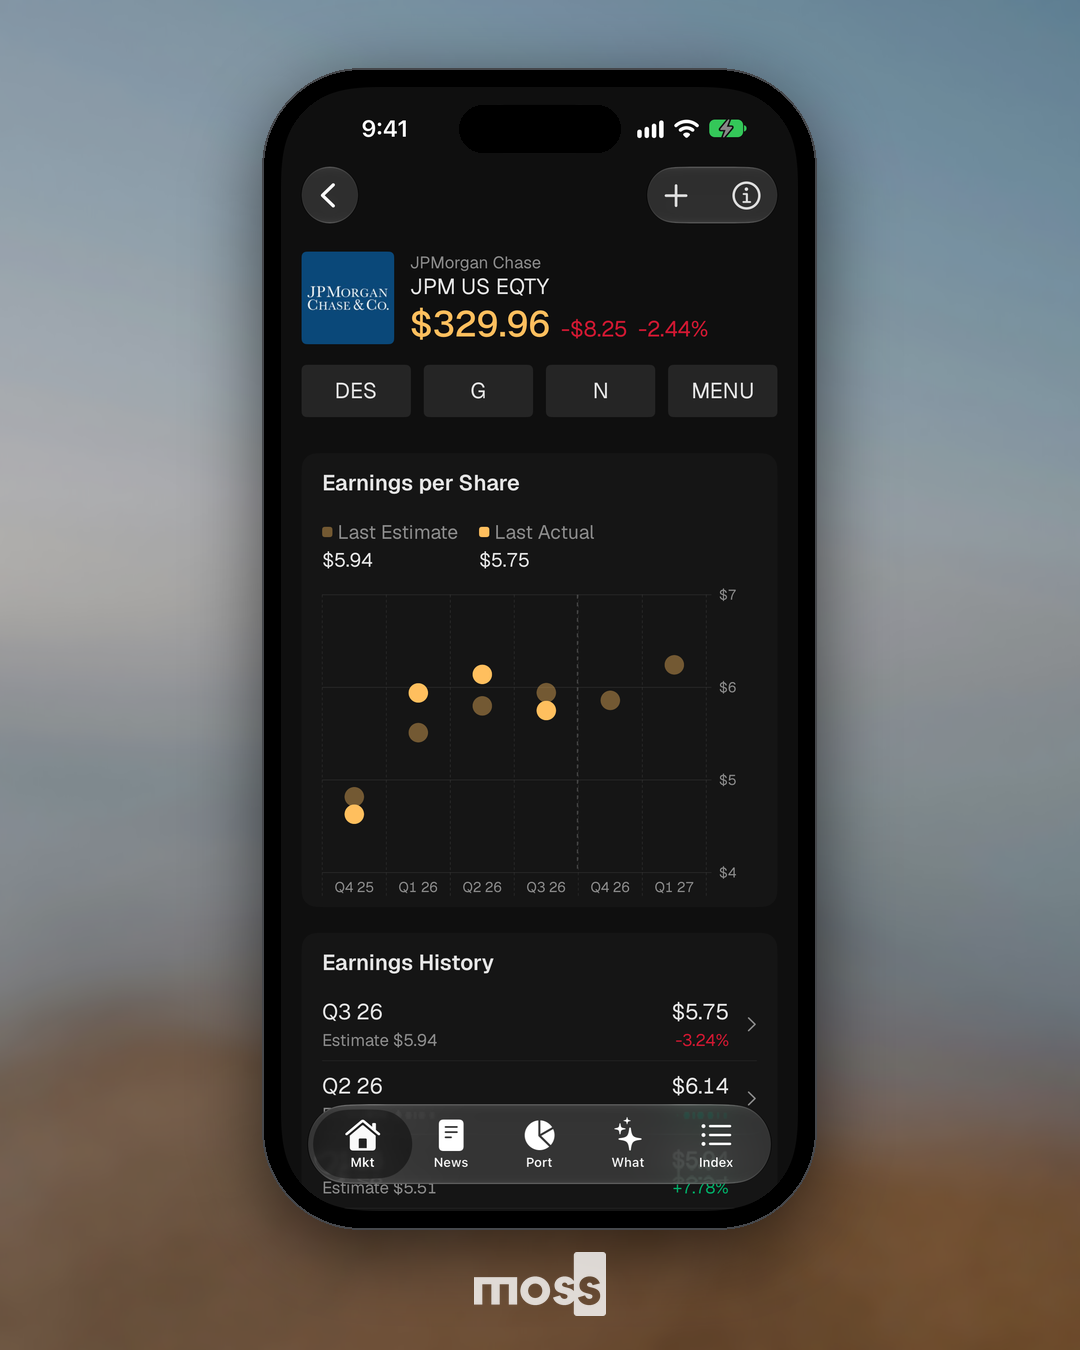 9:41
JPMorgan Chase
JPMORGAN
CHASE & CO.
JPM US EQTY
$329.96 -$8.25 -2.44%
DES G N MENU
Earnings per Share
Last Estimate Last Actual
$5.94 $5.75
$7
$6
$5
$4
Q4 25 Q1 26 Q2 26 Q3 26 Q4 26 Q1 27
Earnings History
Q3 26 $5.75
Estimate $5.94 -3.24%
Q2 26 $6.14
Mkt News Port What Index
Estimate $5.51 +7.78%
moss